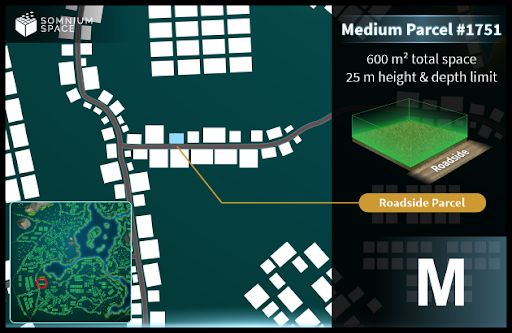 SOMNIUM
SPACE
Medium Parcel #1751
600 m² total space
25 m height & depth limit
Roadside
Roadside Parcel
M